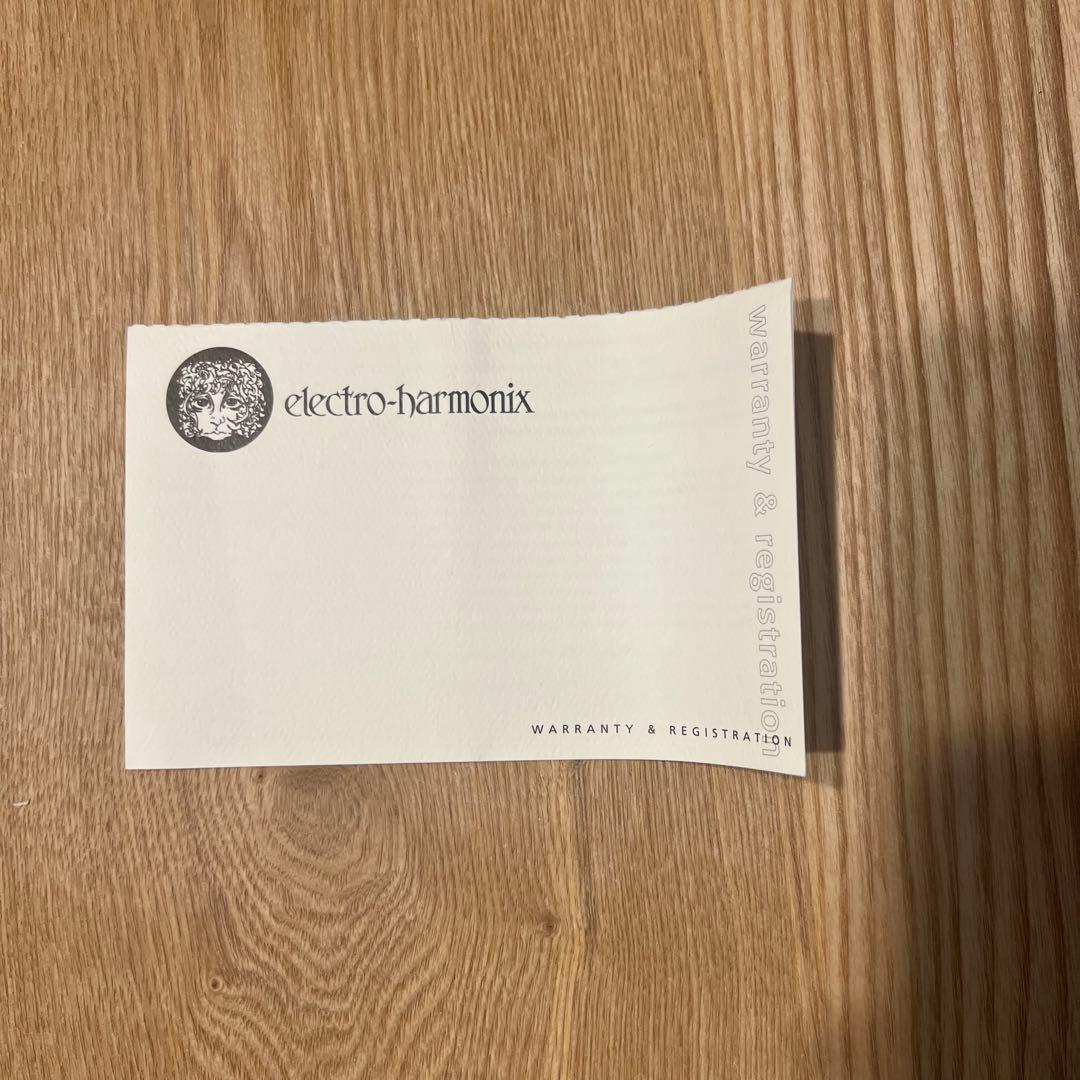 electro-harmonix
warranty & registration
WARRANTY & REGISTRATION